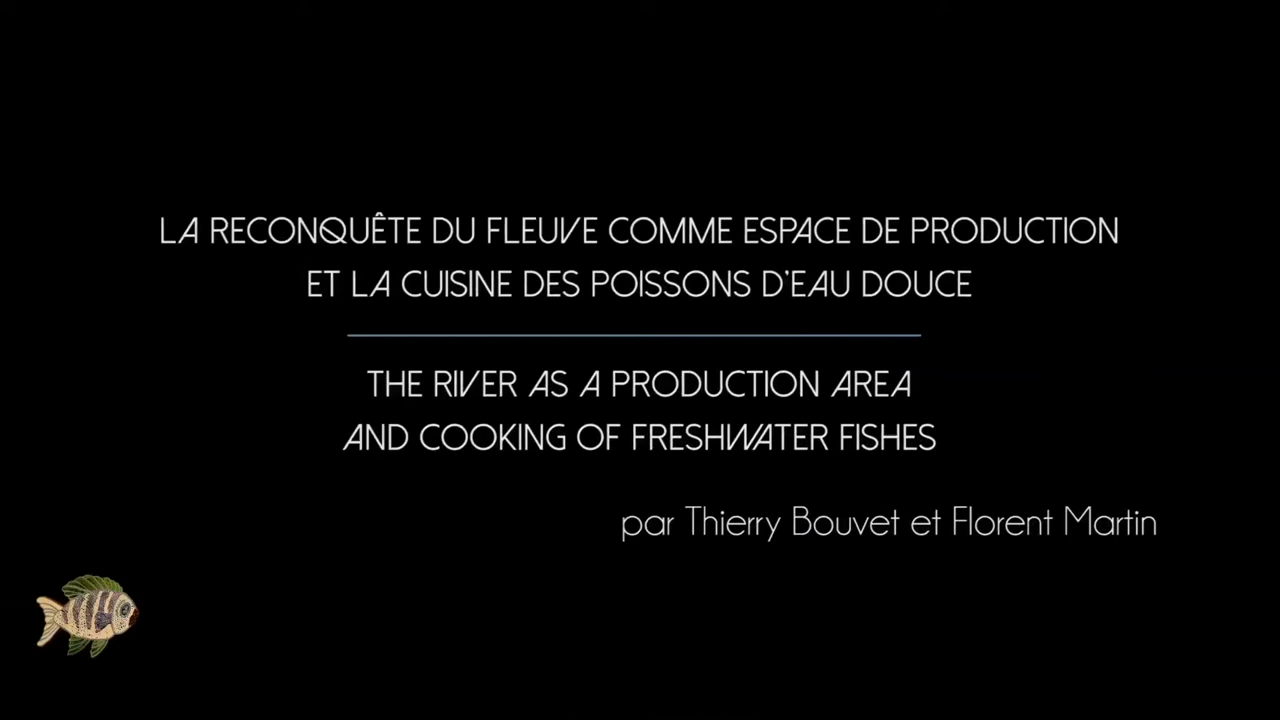 LA RECONQUÊTE DU FLEUVE COMME ESPACE DE PRODUCTION
ET LA CUISINE DES POISSONS D'EAU DOUCE
THE RIVER AS A PRODUCTION AREA
AND COOKING OF FRESHWATER FISHES
par Thierry Bouvet et Florent Martin